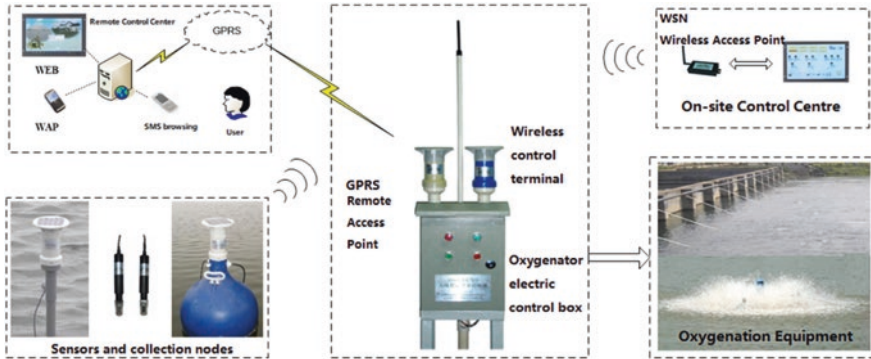 Remote Control Center
GPRS
WEB
WAP
SMS browsing
User
Sensors and collection nodes
GPRS
Remote
Access
Point
Wireless
control
terminal
Oxygenator
electric
control box
WSN
Wireless Access Point
On-site Control Centre
Oxygenation Equipment